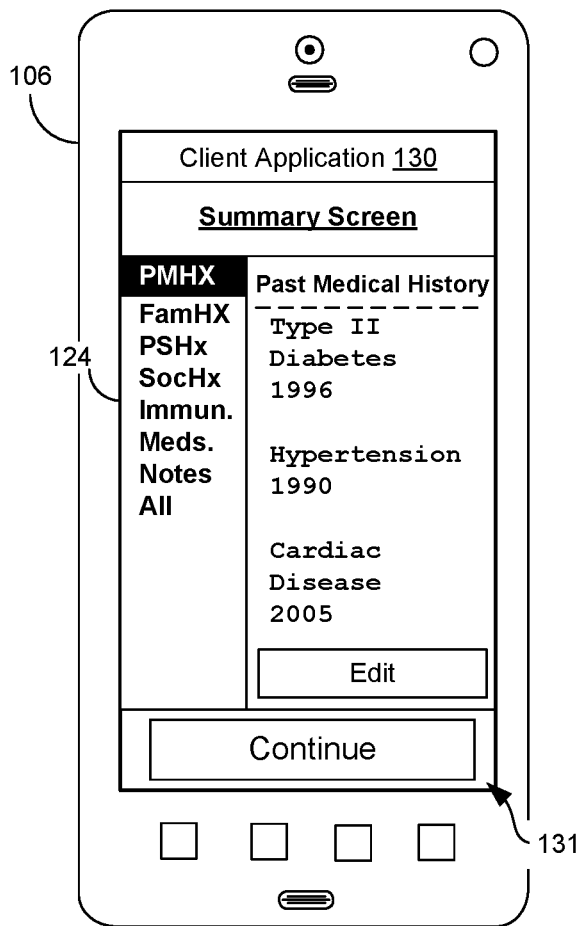 106
Client Application 130
Summary Screen
PMHX
FamHX
PSHx
SocHx
Immun.
Meds.
Notes
All
124
Past Medical History
Type II
Diabetes
1996
Hypertension
1990
Cardiac
Disease
2005
Edit
Continue
131